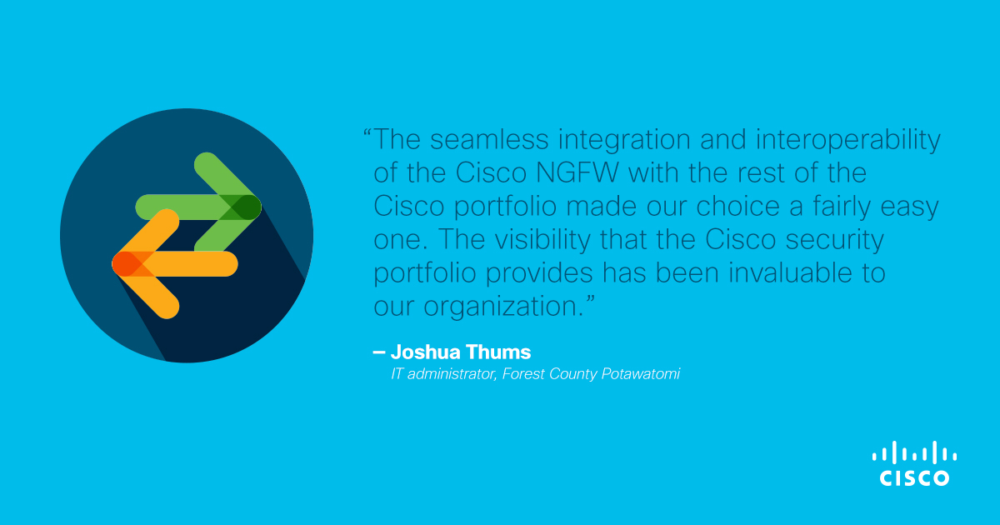 “The seamless integration and interoperability
of the Cisco NGFW with the rest of the
Cisco portfolio made our choice a fairly easy
one. The visibility that the Cisco security
portfolio provides has been invaluable to
our organization.”
– Joshua Thums
IT administrator, Forest County Potawatomi
CISCO